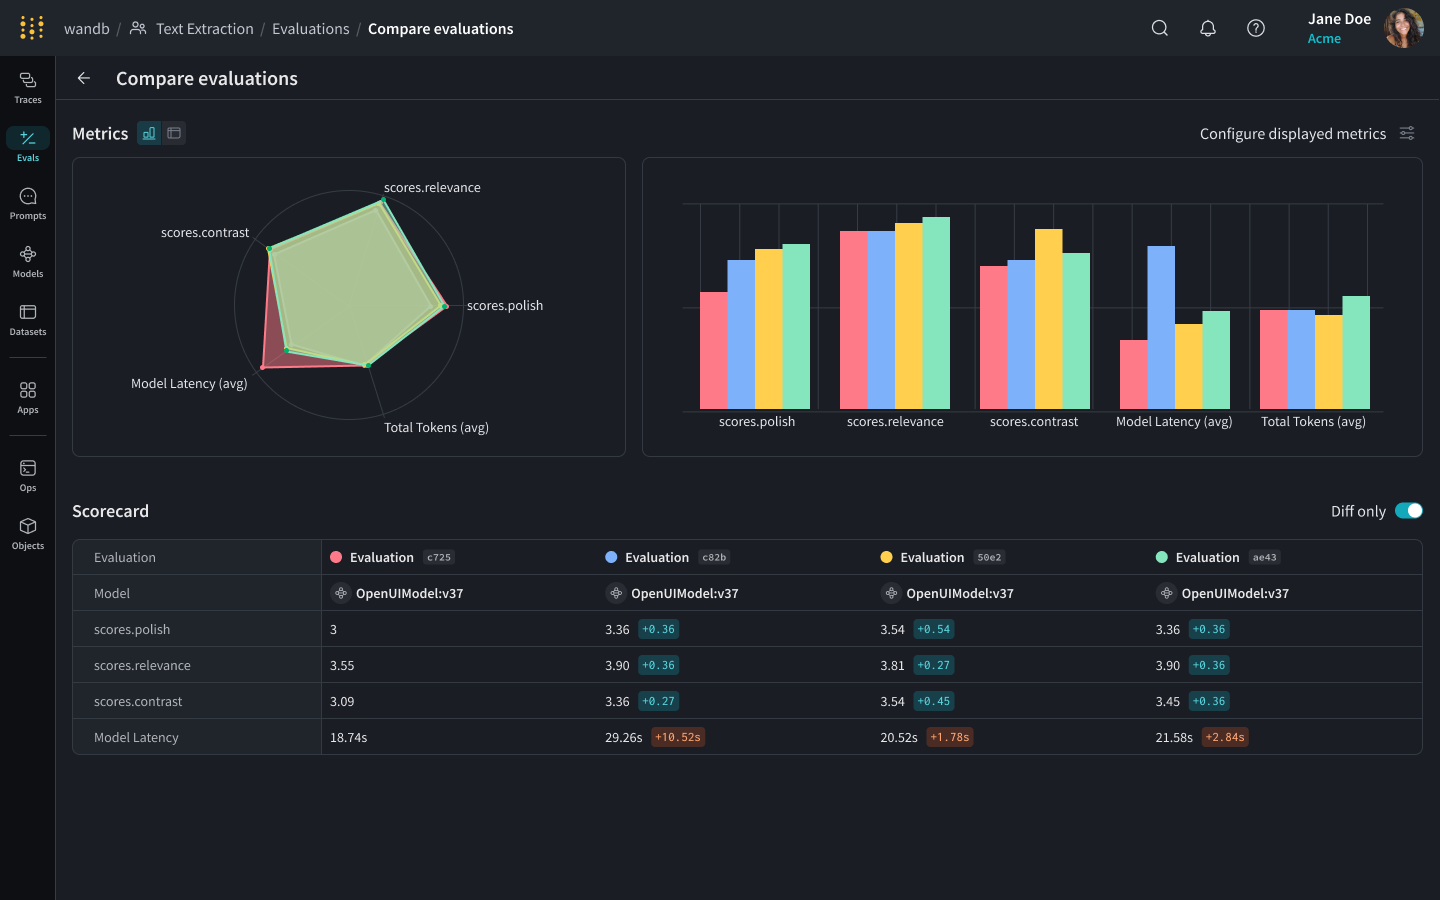 wandb / Text Extraction / Evaluations / Compare evaluations
Jane Doe
Acme
Traces
Evals
Prompts
Models
Datasets
Apps
Ops
Objects
Compare evaluations
Metrics
Configure displayed metrics
scores.relevance
scores.contrast
scores.polish
Model Latency (avg)
Total Tokens (avg)
scores.polish scores.relevance scores.contrast Model Latency (avg) Total Tokens (avg)
Scorecard
Diff only
Evaluation Evaluation c725 Evaluation c82b Evaluation 50e2 Evaluation ae43
Model OpenUIModel:v37 OpenUIModel:v37 OpenUIModel:v37 OpenUIModel:v37
scores.polish 3 3.36 +0.36 3.54 +0.54 3.36 +0.36
scores.relevance 3.55 3.90 +0.36 3.81 +0.27 3.90 +0.36
scores.contrast 3.09 3.36 +0.27 3.54 +0.45 3.45 +0.36
Model Latency 18.74s 29.26s +10.52s 20.52s +1.78s 21.58s +2.84s